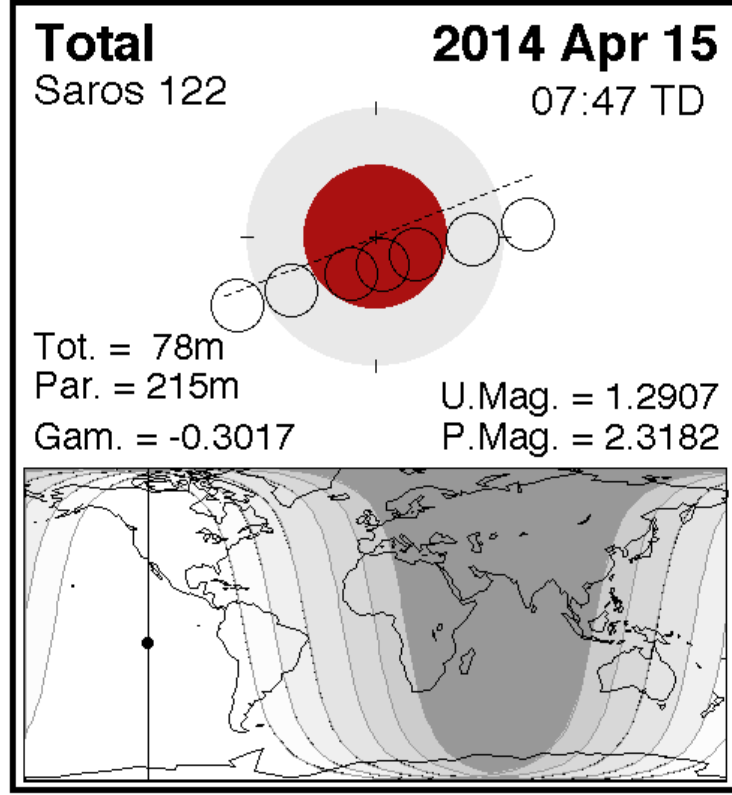 Total 2014 Apr 15
Saros 122 07:47 TD
Tot. = 78m
Par. = 215m
U.Mag. = 1.2907
Gam. = -0.3017 P.Mag. = 2.3182